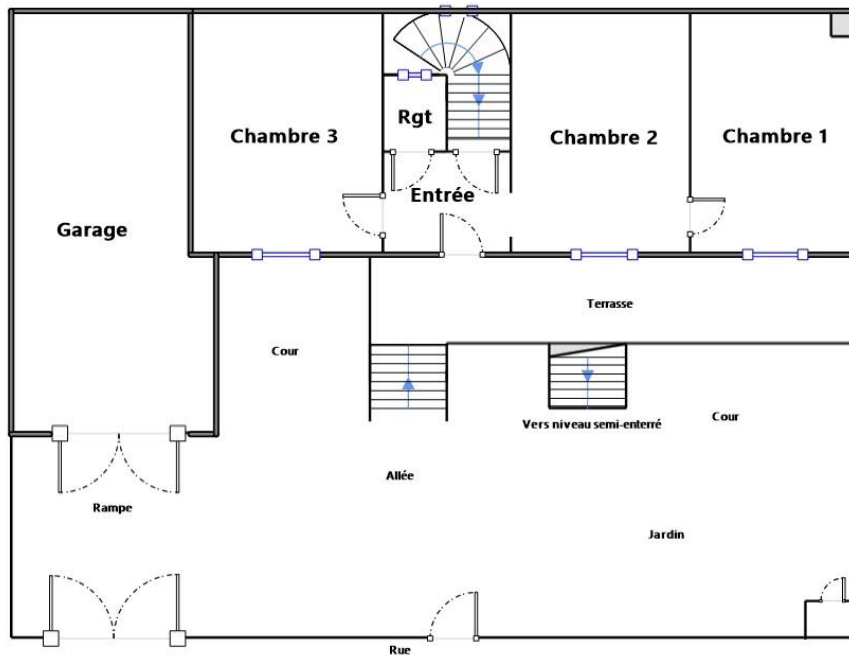 Rgt
Chambre 3
Chambre 2
Chambre 1
Entrée
Garage
Terrasse
Cour
Cour
Vers niveau semi-enterré
Allée
Rampe
Jardin
Rue